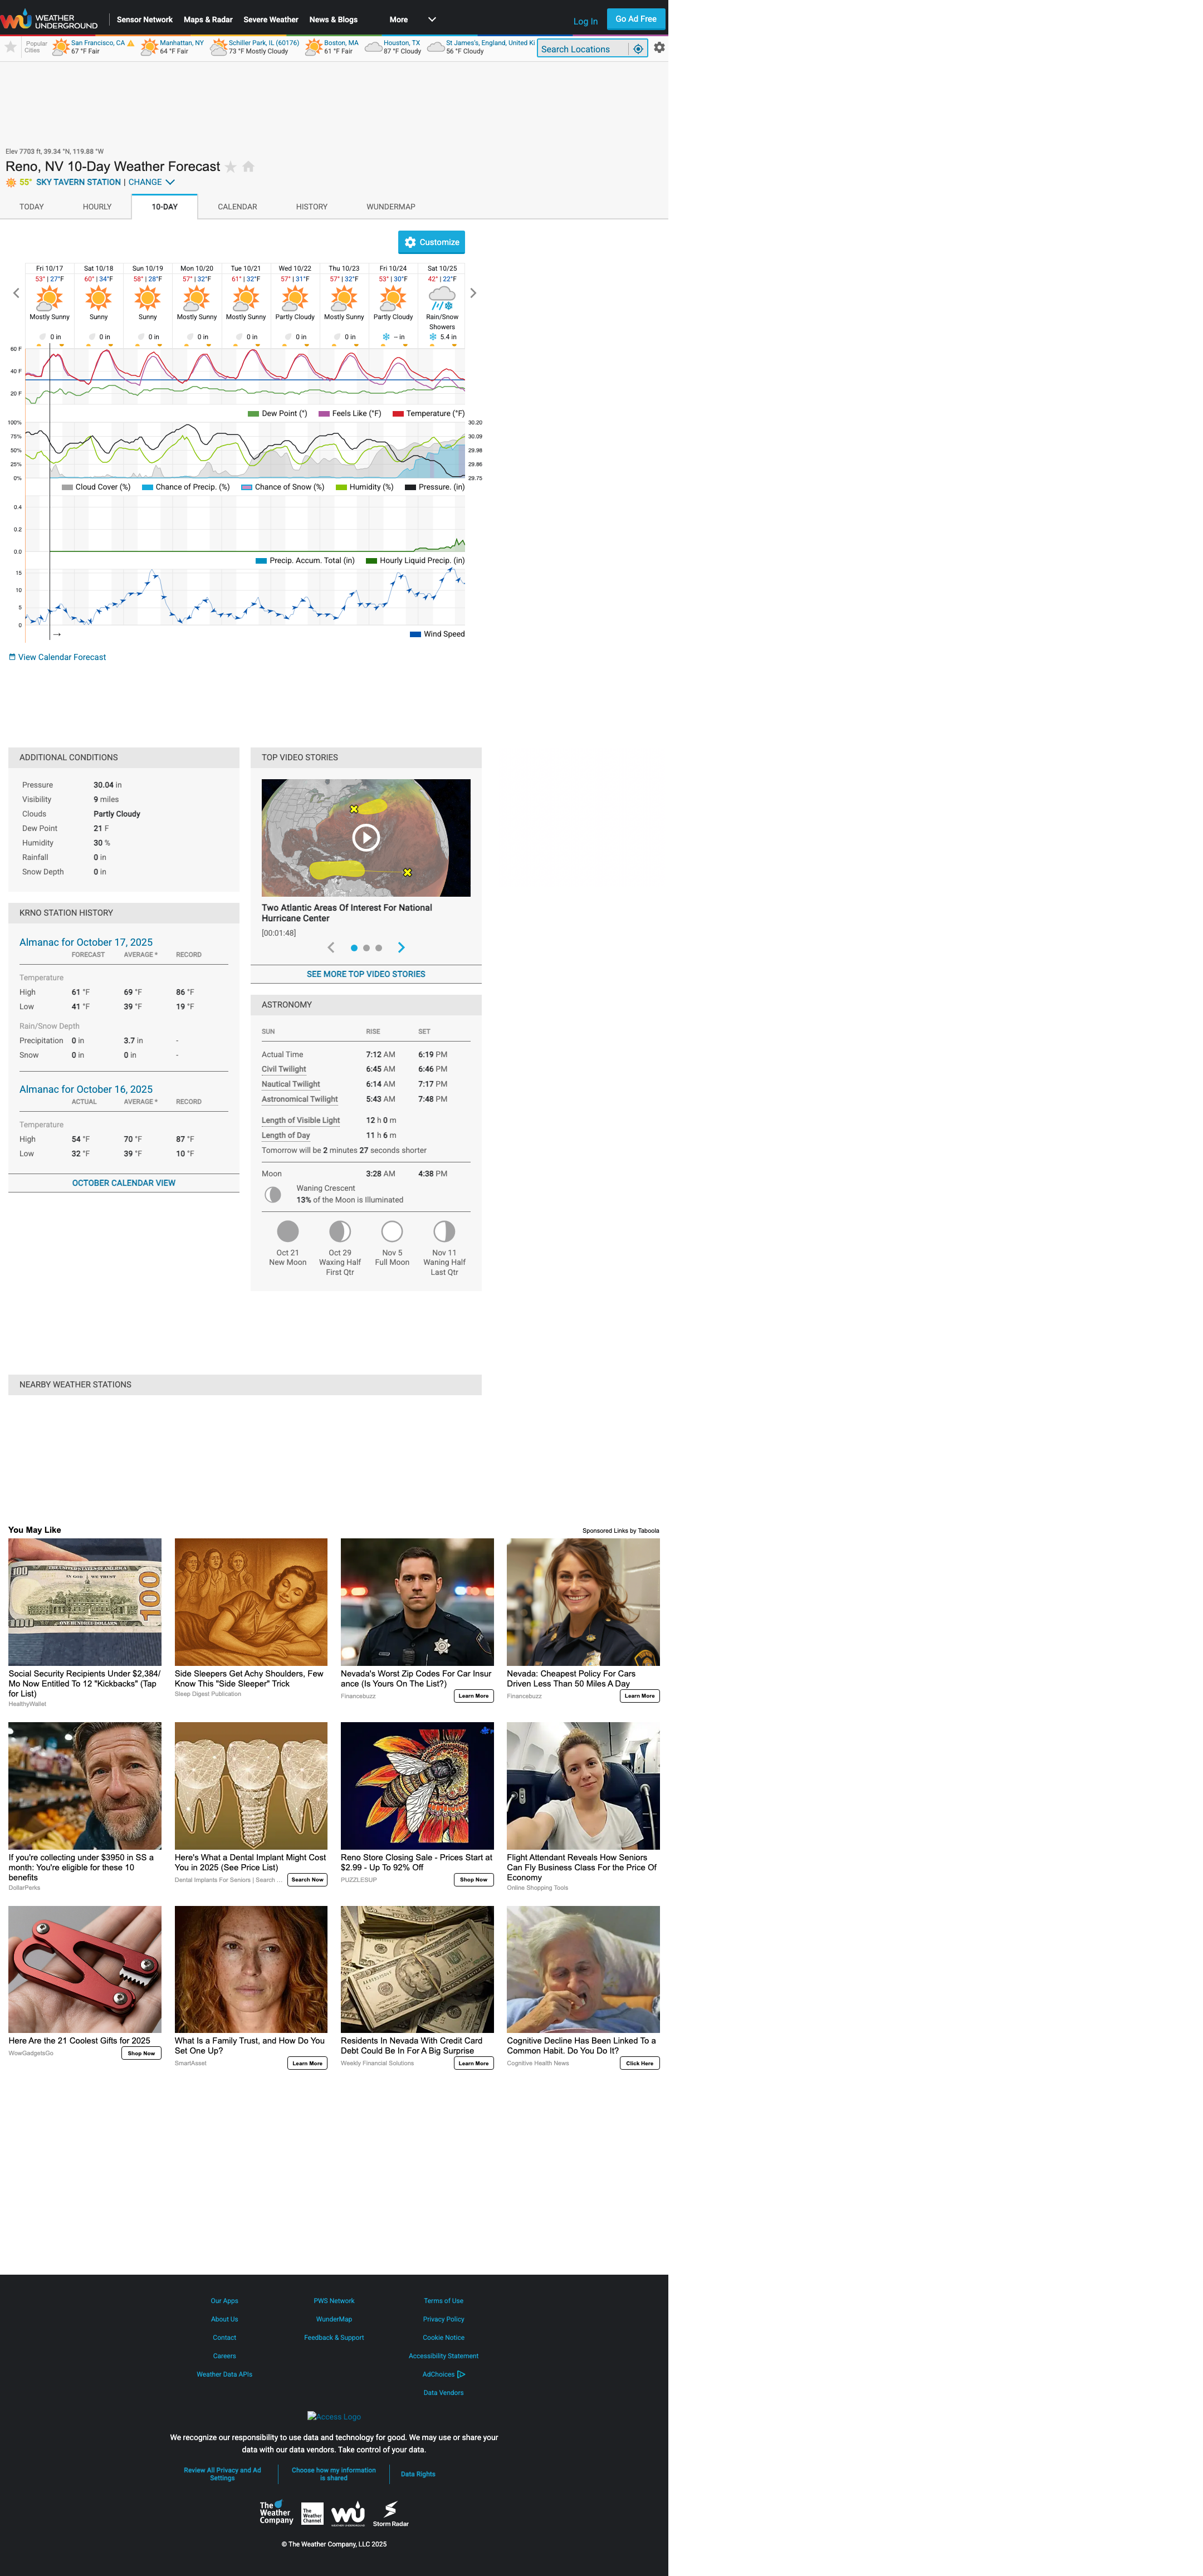 WEATHER UNDERGROUND
Sensor Network Maps & Radar Severe Weather News & Blogs More Log In Go Ad Free
Popular Cities
San Francisco, CA 67 °F Fair
Manhattan, NY 64 °F Fair
Schiller Park, IL (60176) 73 °F Mostly Cloudy
Boston, MA 61 °F Fair
Houston, TX 87 °F Cloudy
St James's, England, United Ki 56 °F Cloudy
Search Locations
Elev 7703 ft, 39.34 °N, 119.88 °W
Reno, NV 10-Day Weather Forecast
55° SKY TAVERN STATION | CHANGE
TODAY HOURLY 10-DAY CALENDAR HISTORY WUNDERMAP
Customize
Fri 10/17 Sat 10/18 Sun 10/19 Mon 10/20 Tue 10/21 Wed 10/22 Thu 10/23 Fri 10/24 Sat 10/25
53° | 27°F 60° | 34°F 58° | 28°F 57° | 32°F 61° | 32°F 57° | 31°F 57° | 32°F 53° | 30°F 42° | 22°F
Mostly Sunny Sunny Sunny Mostly Sunny Mostly Sunny Partly Cloudy Mostly Sunny Partly Cloudy Rain/Snow Showers
0 in 0 in 0 in 0 in 0 in 0 in 0 in -- in 5.4 in
60 F
40 F
20 F
Dew Point (°) Feels Like (°F) Temperature (°F)
100% 30.20
75% 30.09
50% 29.98
25% 29.86
0% 29.75
Cloud Cover (%) Chance of Precip. (%) Chance of Snow (%) Humidity (%) Pressure. (in)
0.4
0.2
0.0
Precip. Accum. Total (in) Hourly Liquid Precip. (in)
15
10
5
0
→
Wind Speed
View Calendar Forecast
ADDITIONAL CONDITIONS
Pressure 30.04 in
Visibility 9 miles
Clouds Partly Cloudy
Dew Point 21 F
Humidity 30 %
Rainfall 0 in
Snow Depth 0 in
KRNO STATION HISTORY
Almanac for October 17, 2025
FORECAST AVERAGE * RECORD
Temperature
High 61 °F 69 °F 86 °F
Low 41 °F 39 °F 19 °F
Rain/Snow Depth
Precipitation 0 in 3.7 in -
Snow 0 in 0 in -
Almanac for October 16, 2025
ACTUAL AVERAGE * RECORD
Temperature
High 54 °F 70 °F 87 °F
Low 32 °F 39 °F 10 °F
OCTOBER CALENDAR VIEW
TOP VIDEO STORIES
Two Atlantic Areas Of Interest For National
Hurricane Center
[00:01:48]
SEE MORE TOP VIDEO STORIES
ASTRONOMY
SUN RISE SET
Actual Time 7:12 AM 6:19 PM
Civil Twilight 6:45 AM 6:46 PM
Nautical Twilight 6:14 AM 7:17 PM
Astronomical Twilight 5:43 AM 7:48 PM
Length of Visible Light 12 h 0 m
Length of Day 11 h 6 m
Tomorrow will be 2 minutes 27 seconds shorter
Moon 3:28 AM 4:38 PM
Waning Crescent
13% of the Moon is Illuminated
Oct 21 Oct 29 Nov 5 Nov 11
New Moon Waxing Half Full Moon Waning Half
First Qtr Last Qtr
NEARBY WEATHER STATIONS
You May Like Sponsored Links by Taboola
Social Security Recipients Under $2,384/
Mo Now Entitled To 12 "Kickbacks" (Tap
for List)
HealthyWallet
Side Sleepers Get Achy Shoulders, Few
Know This "Side Sleeper" Trick
Sleep Digest Publication
Nevada's Worst Zip Codes For Car Insur
ance (Is Yours On The List?)
Financebuzz Learn More
Nevada: Cheapest Policy For Cars
Driven Less Than 50 Miles A Day
Financebuzz Learn More
If you're collecting under $3950 in SS a
month: You're eligible for these 10
benefits
DollarPerks
Here's What a Dental Implant Might Cost
You in 2025 (See Price List)
Dental Implants For Seniors | Search ... Search Now
Reno Store Closing Sale - Prices Start at
$2.99 - Up To 92% Off
PUZZLESUP Shop Now
Flight Attendant Reveals How Seniors
Can Fly Business Class For the Price Of
Economy
Online Shopping Tools
Here Are the 21 Coolest Gifts for 2025
WowGadgetsGo Shop Now
What Is a Family Trust, and How Do You
Set One Up?
SmartAsset Learn More
Residents In Nevada With Credit Card
Debt Could Be In For A Big Surprise
Weekly Financial Solutions Learn More
Cognitive Decline Has Been Linked To a
Common Habit. Do You Do It?
Cognitive Health News Click Here
Our Apps PWS Network Terms of Use
About Us WunderMap Privacy Policy
Contact Feedback & Support Cookie Notice
Careers Accessibility Statement
Weather Data APIs AdChoices
Data Vendors
Access Logo
We recognize our responsibility to use data and technology for good. We may use or share your
data with our data vendors. Take control of your data.
Review All Privacy and Ad Settings
Choose how my information is shared
Data Rights
The Weather Company
The Weather Channel
WEATHER UNDERGROUND
Storm Radar
© The Weather Company, LLC 2025